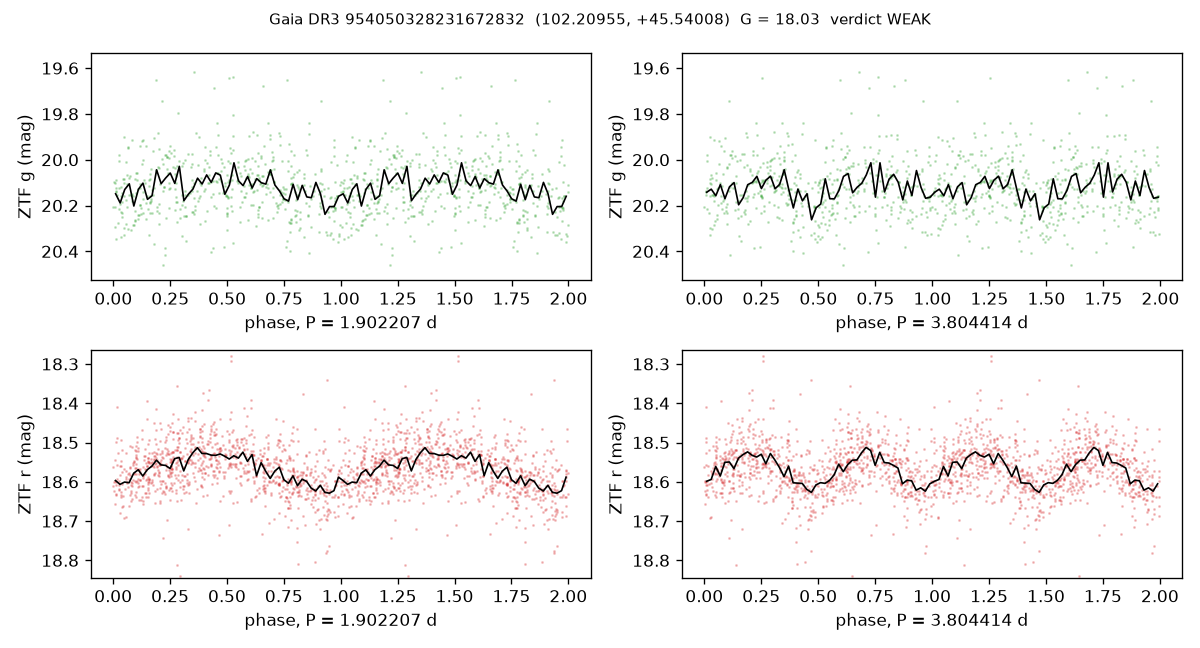 Gaia DR3 954050328231672832 (102.20955, +45.54008) G = 18.03 verdict WEAK
ZTF g (mag)
19.6
19.8
20.0
20.2
20.4
0.00 0.25 0.50 0.75 1.00 1.25 1.50 1.75 2.00
phase, P = 1.902207 d
ZTF g (mag)
19.6
19.8
20.0
20.2
20.4
0.00 0.25 0.50 0.75 1.00 1.25 1.50 1.75 2.00
phase, P = 3.804414 d
ZTF r (mag)
18.3
18.4
18.5
18.6
18.7
18.8
0.00 0.25 0.50 0.75 1.00 1.25 1.50 1.75 2.00
phase, P = 1.902207 d
ZTF r (mag)
18.3
18.4
18.5
18.6
18.7
18.8
0.00 0.25 0.50 0.75 1.00 1.25 1.50 1.75 2.00
phase, P = 3.804414 d